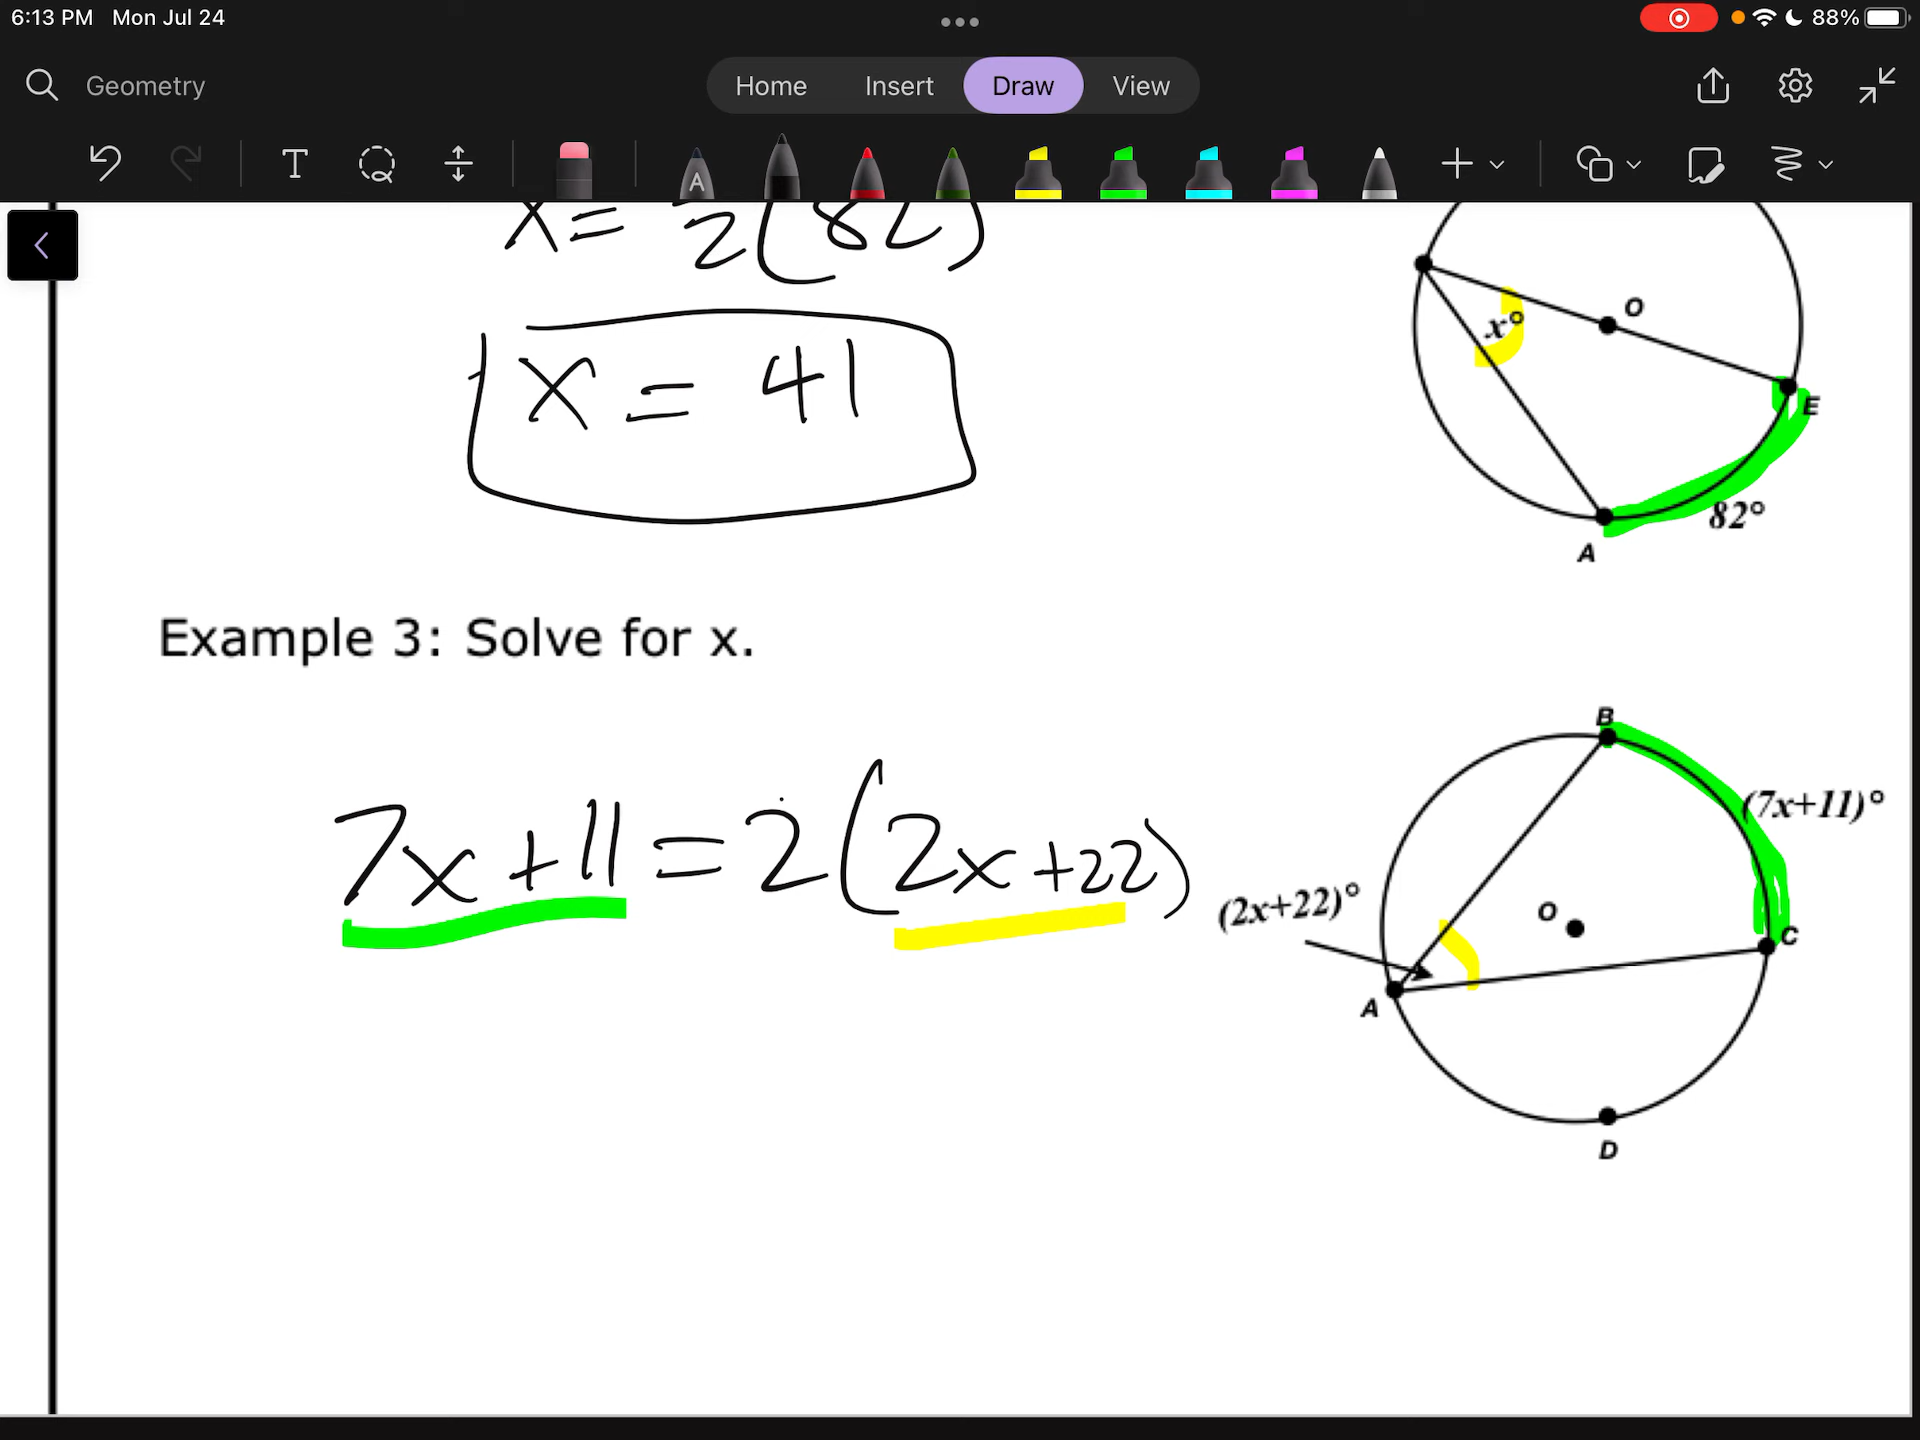 6:13 PM Mon Jul 24
88%
Geometry
Home Insert Draw View
T
A
x = 1/2(82)
x = 41
x°
O
E
82°
A
Example 3: Solve for x.
7x+11=2(2x+22)
B
(7x+11)°
(2x+22)°
O
C
A
D